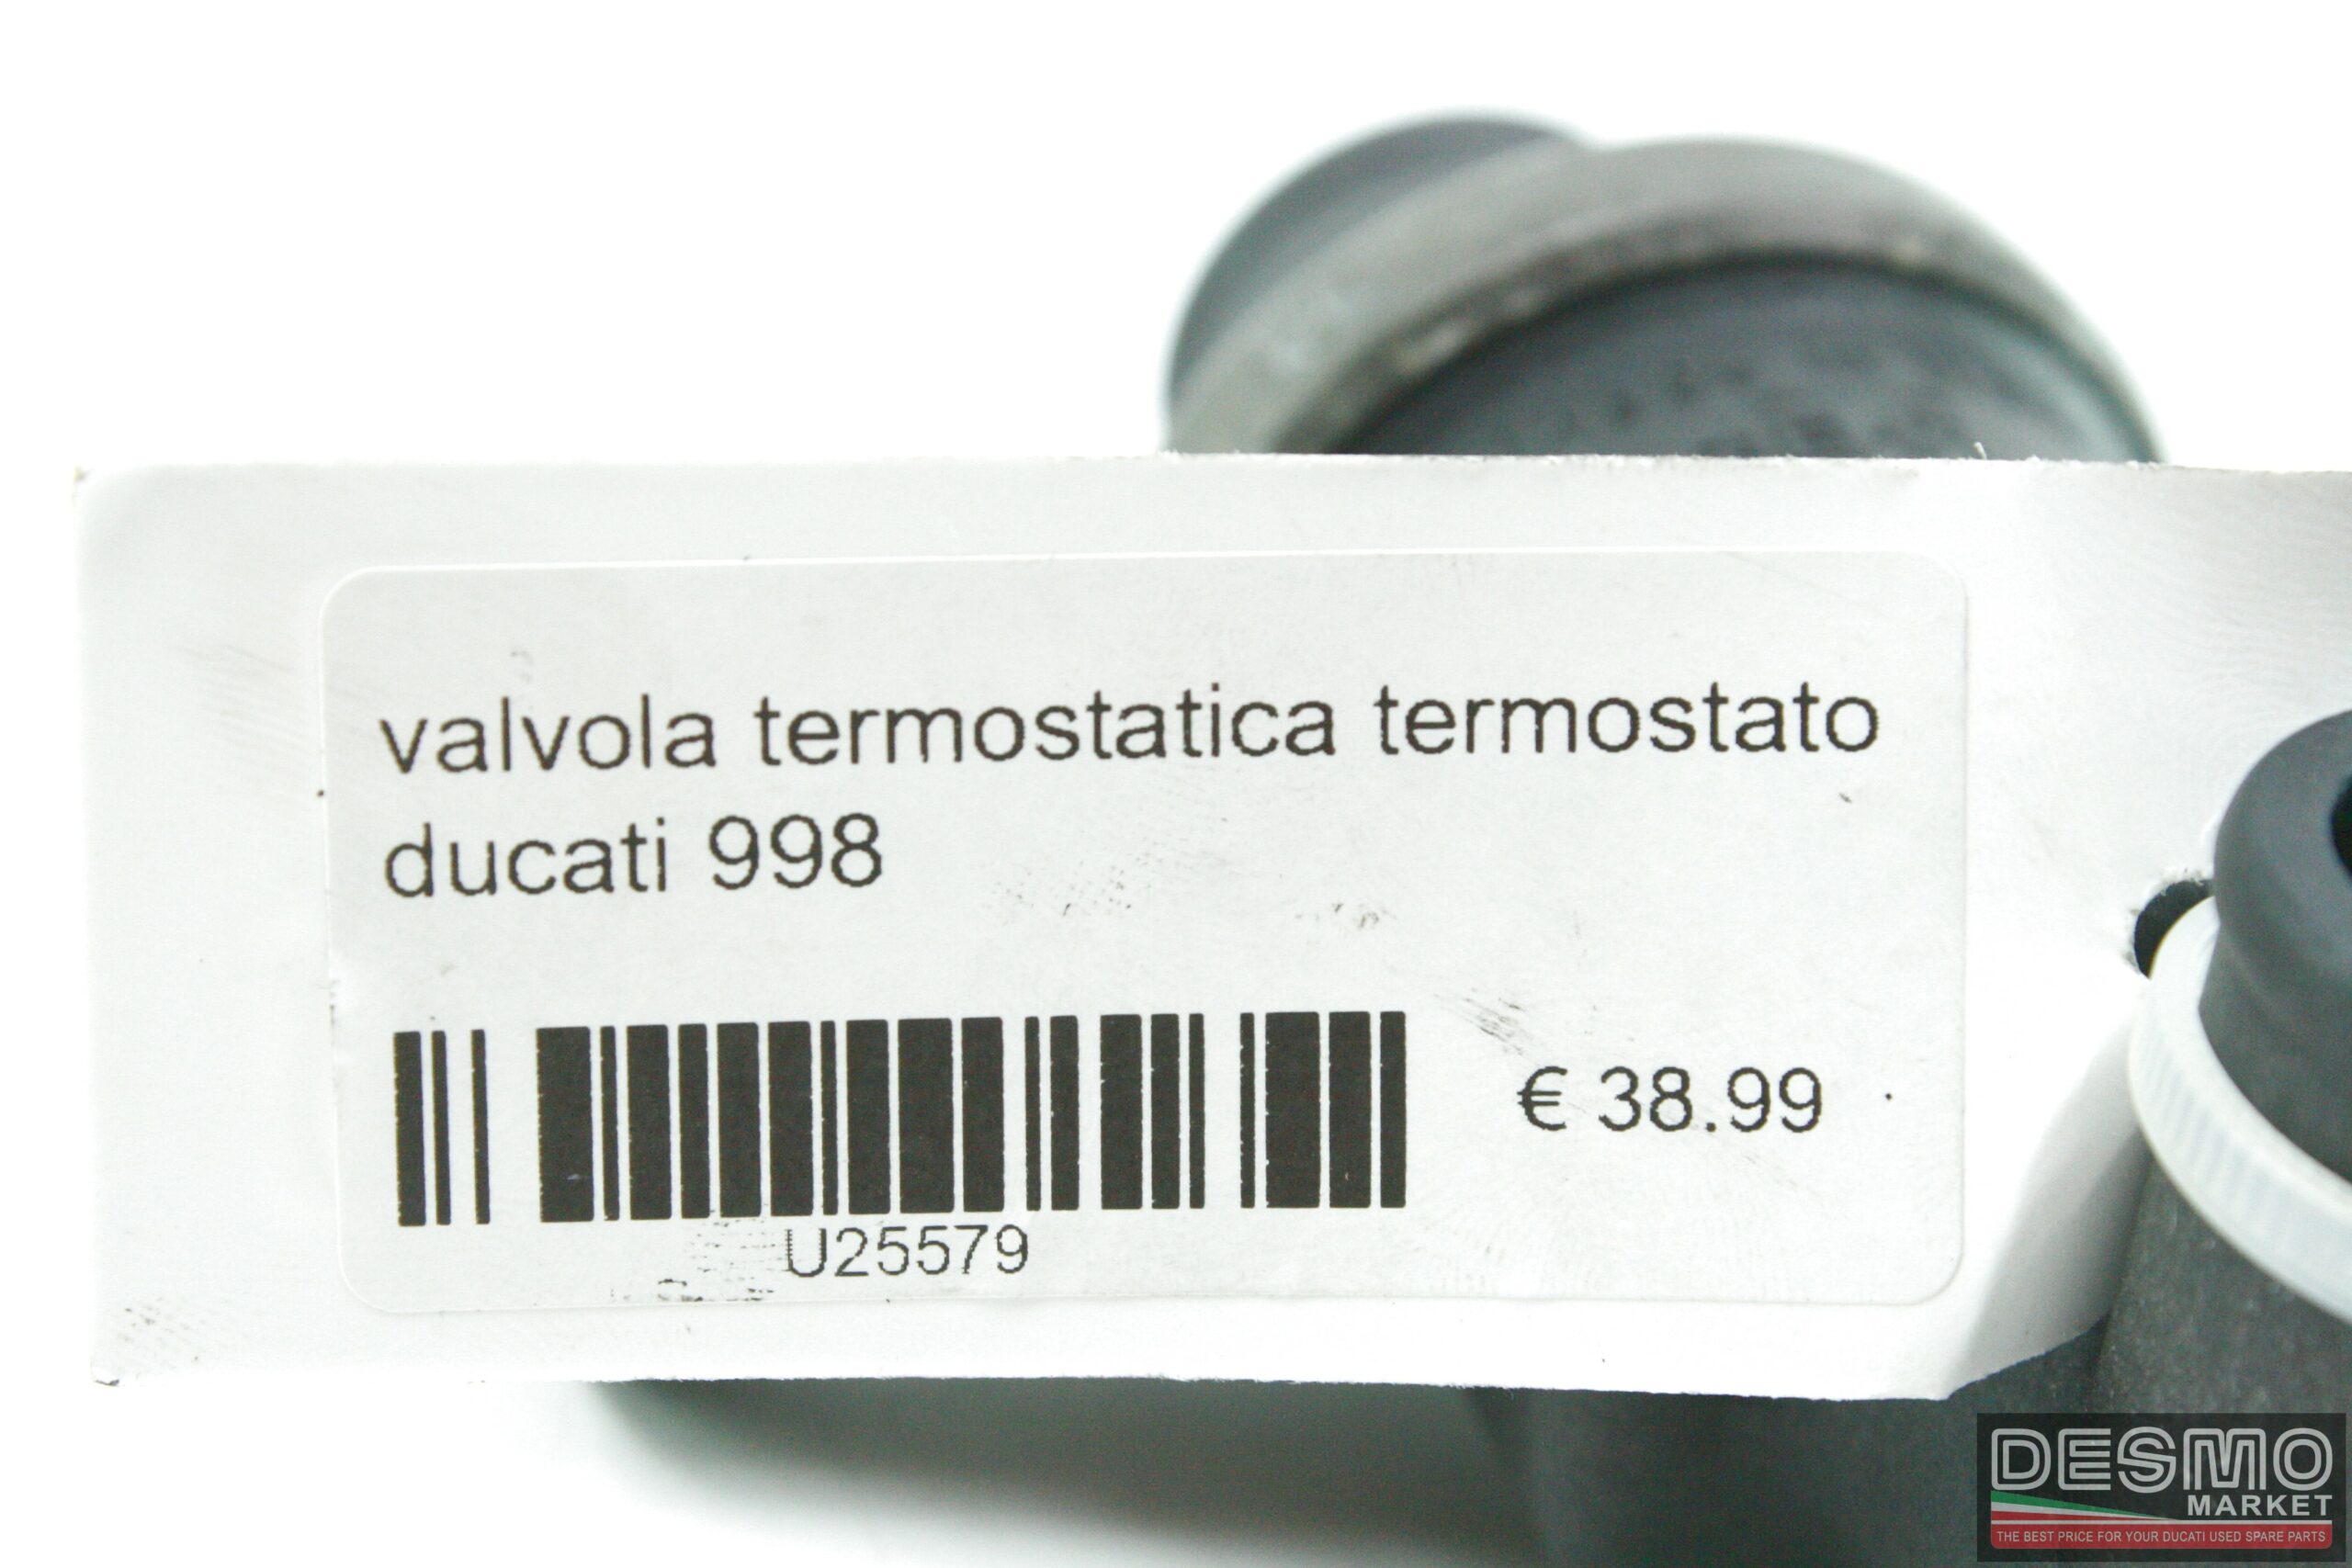 valvola termostatica termostato
ducati 998
€ 38.99
U25579
DESMO
MARKET
THE BEST PRICE FOR YOUR DUCATI USED SPARE PARTS